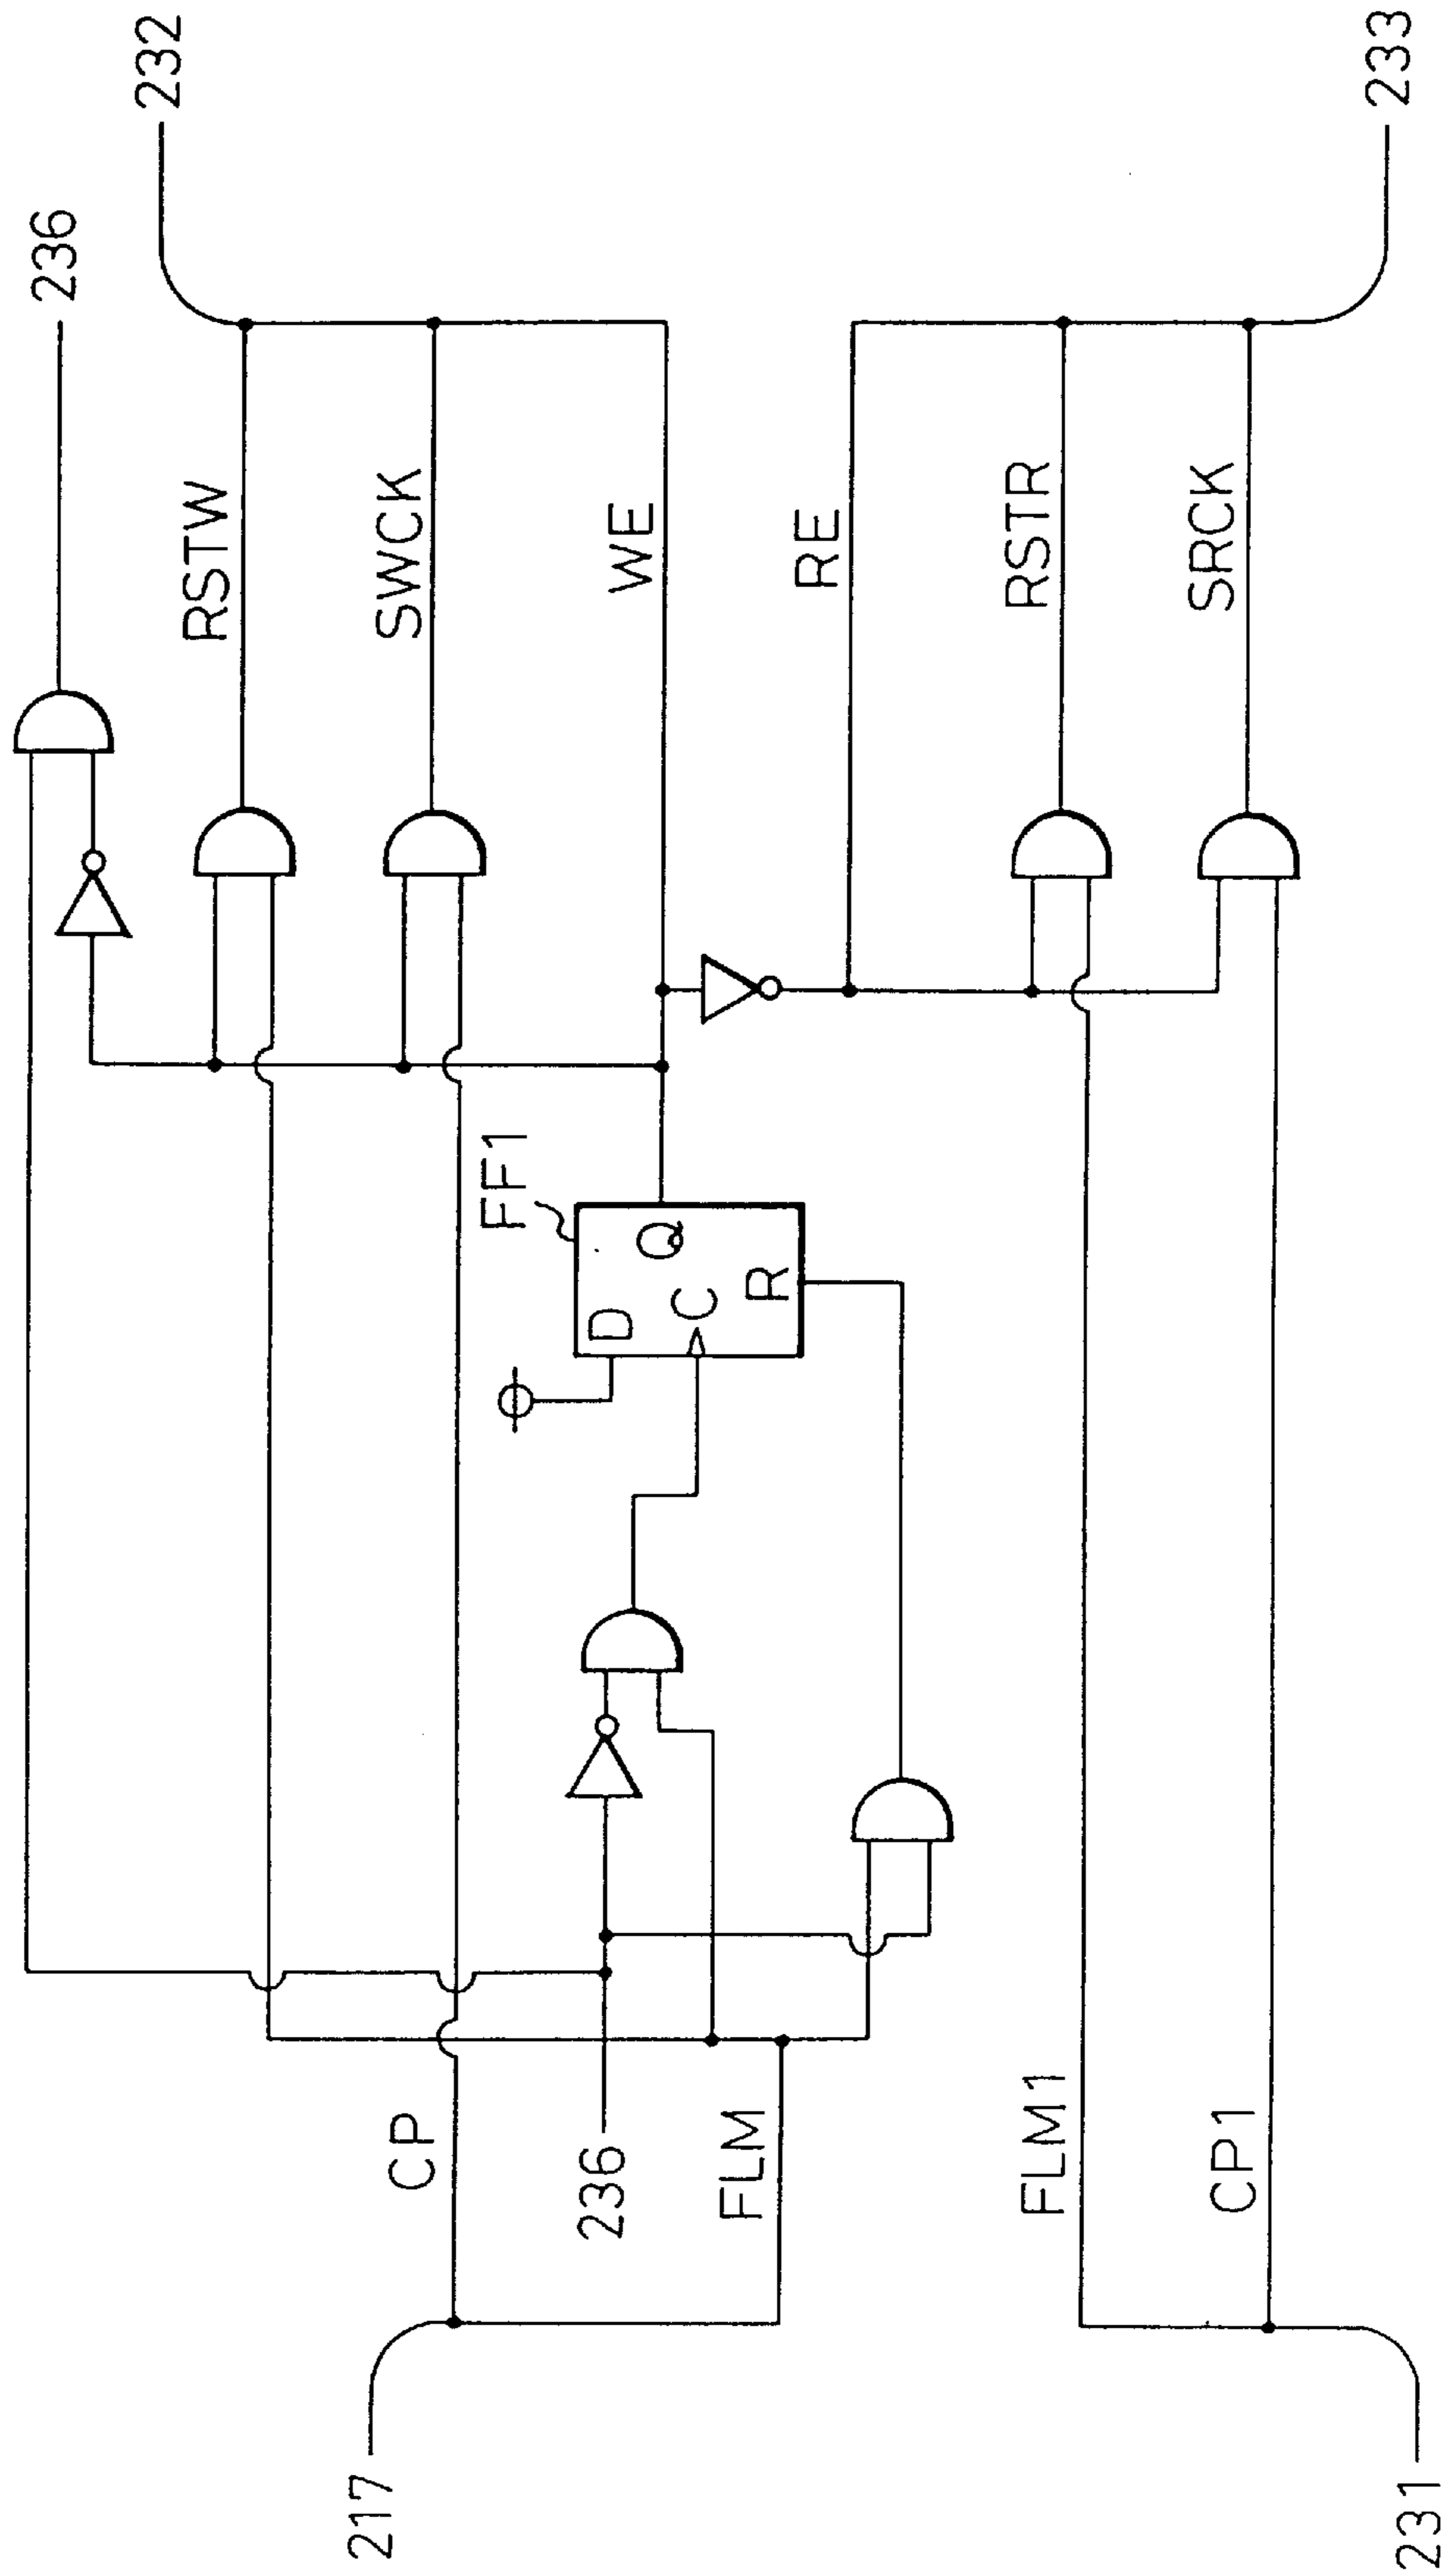 217
CP
236
FLM
FLM1
CP1
231
FF1
D
Q
C
R
236
RSTW
SWCK
WE
RE
RSTR
SRCK
232
233